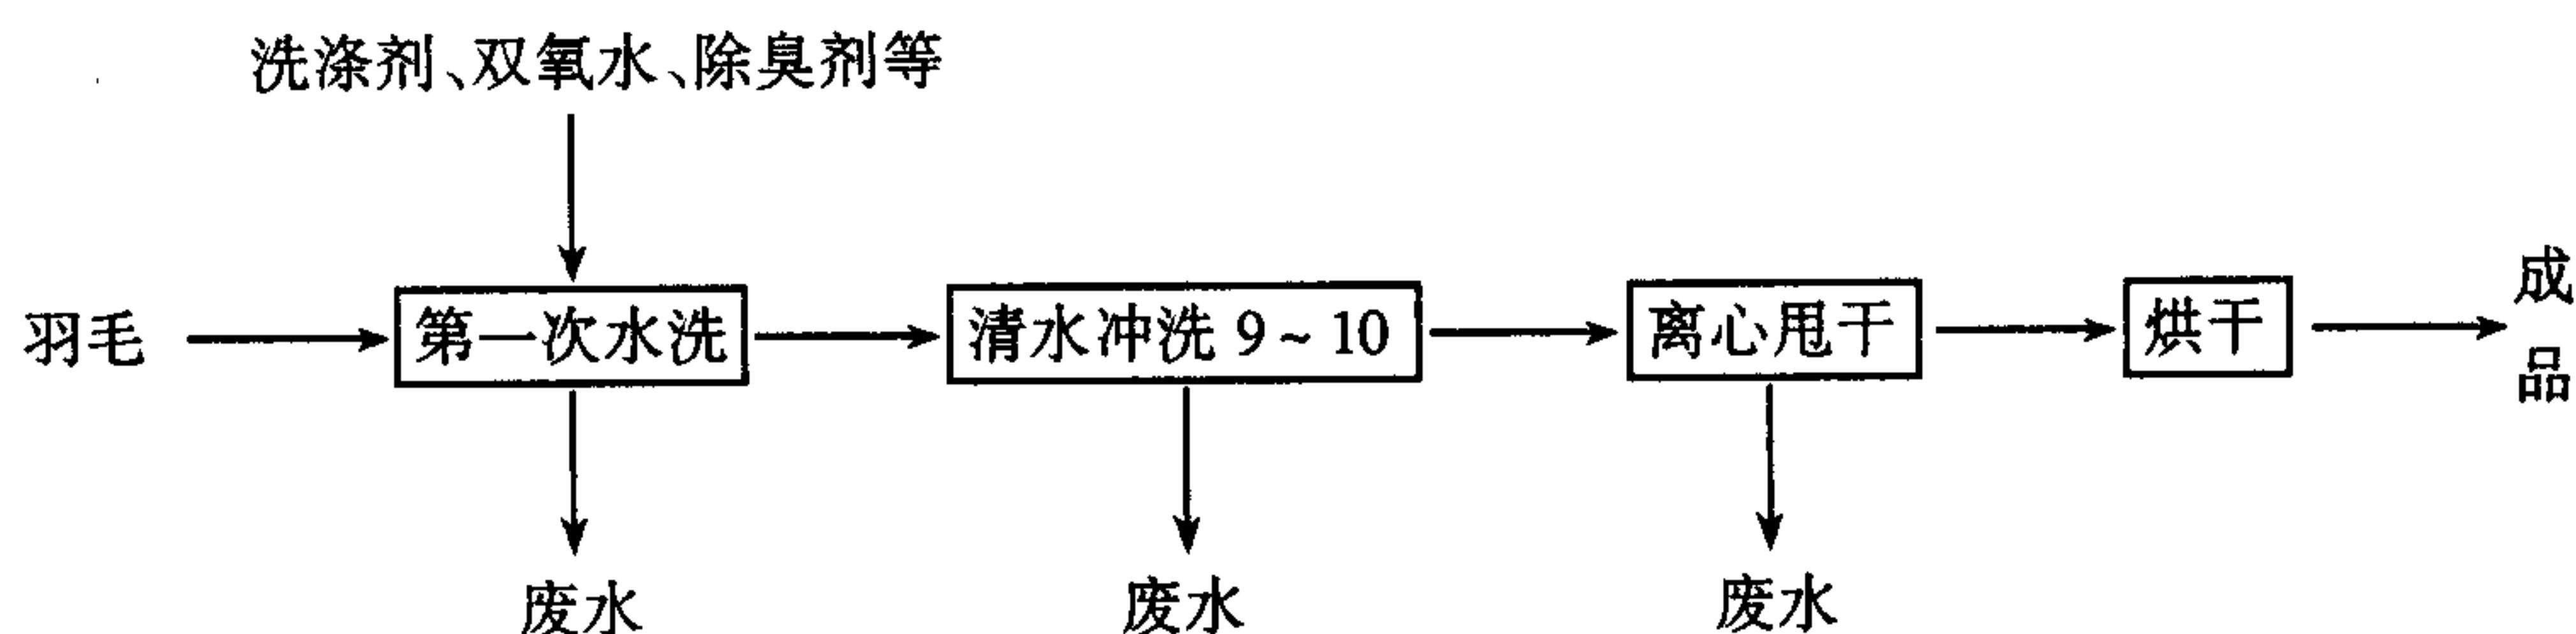 洗涤剂、双氧水、除臭剂等
羽毛
第一次水洗
清水冲洗 9 ~ 10
离心甩干
烘干
成品
废水
废水
废水